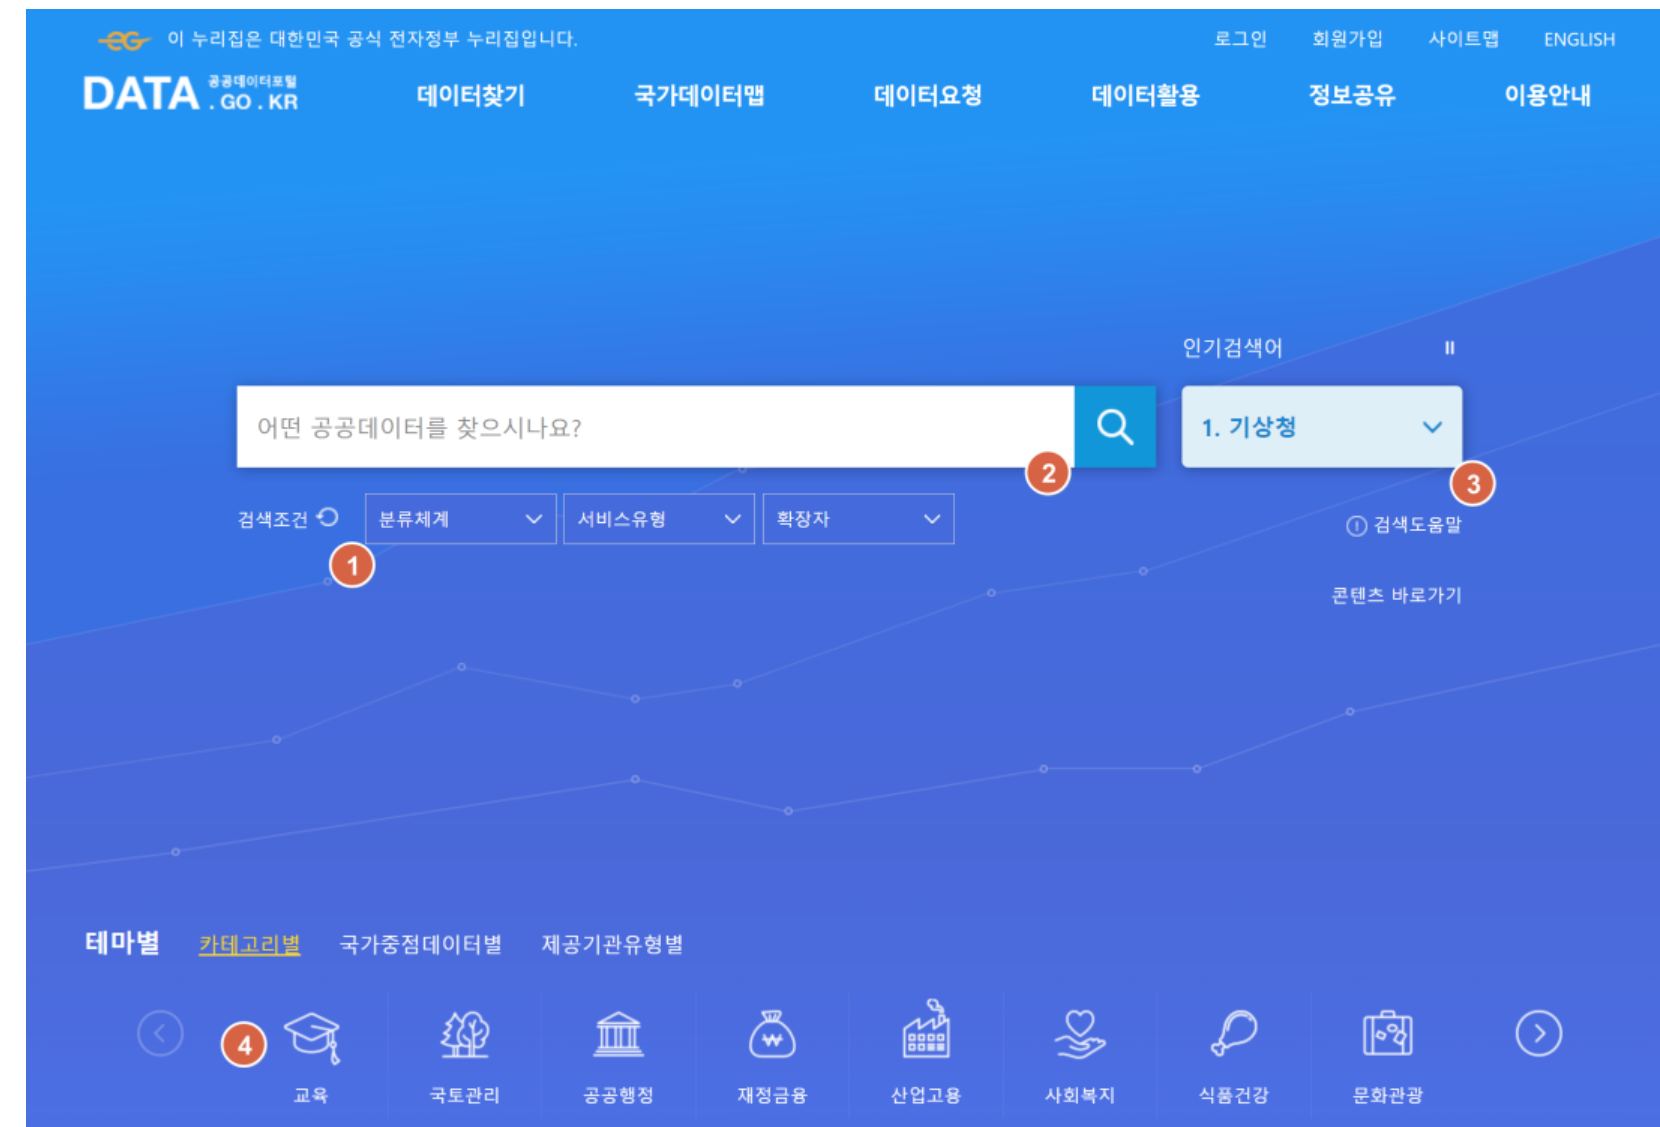 이 누리집은 대한민국 공식 전자정부 누리집입니다.
로그인 회원가입 사이트맵 ENGLISH
DATA 공공데이터포털 . GO . KR
데이터찾기 국가데이터맵 데이터요청 데이터활용 정보공유 이용안내
인기검색어
어떤 공공데이터를 찾으시나요?
1. 기상청
2
3
검색조건 분류체계 서비스유형 확장자
검색도움말
1
콘텐츠 바로가기
테마별 카테고리별 국가중점데이터별 제공기관유형별
4
교육 국토관리 공공행정 재정금융 산업고용 사회복지 식품건강 문화관광